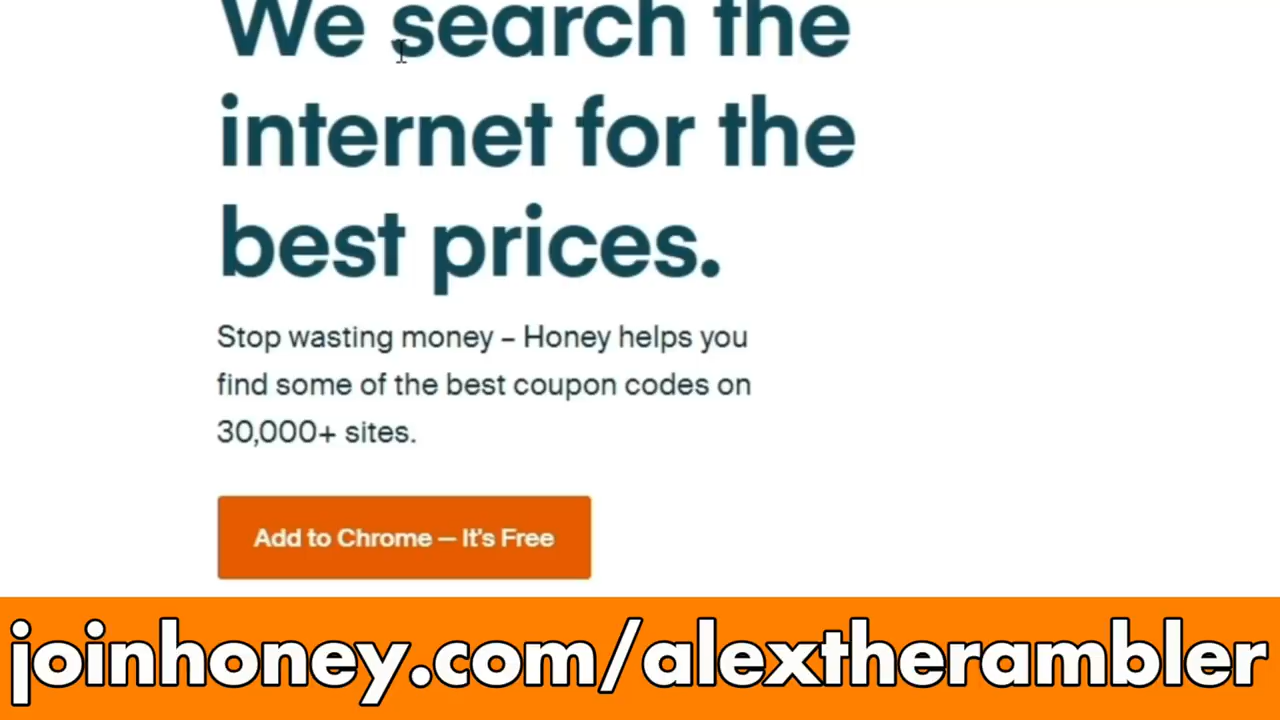 We search the
internet for the
best prices.
Stop wasting money – Honey helps you
find some of the best coupon codes on
30,000+ sites.
Add to Chrome — It's Free
joinhoney.com/alextherambler